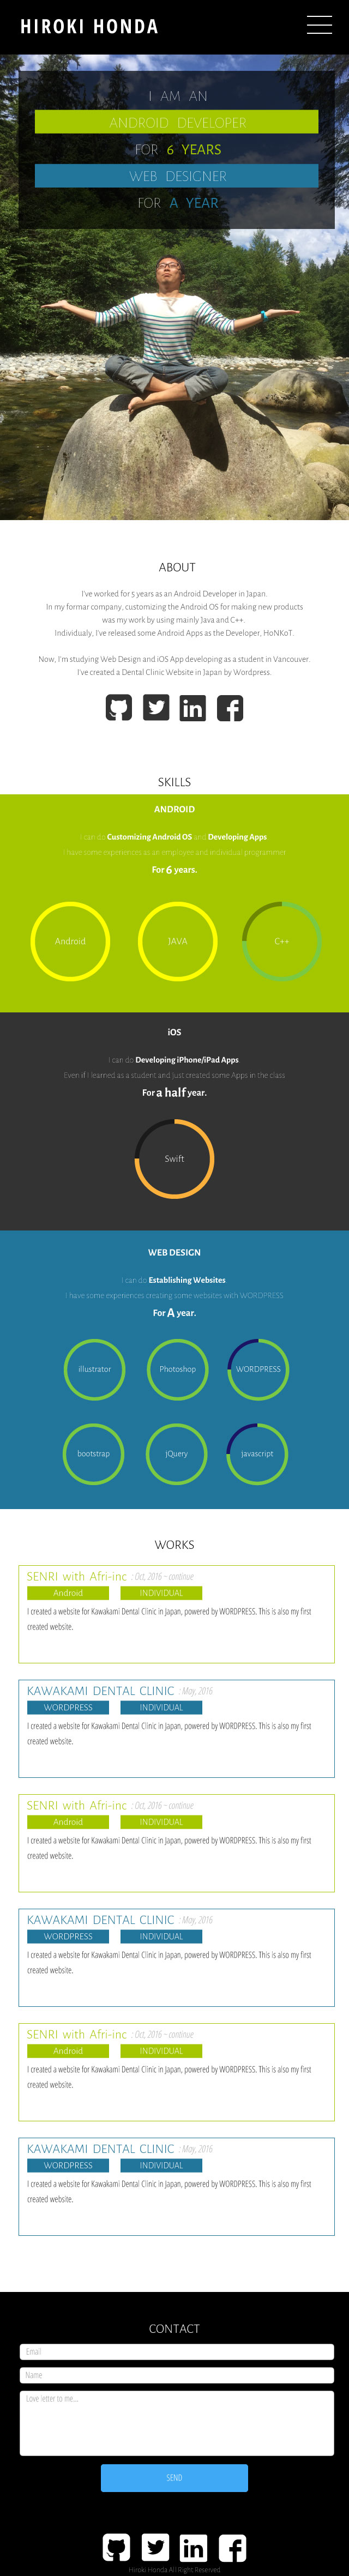 HIROKI HONDA
I AM AN
ANDROID DEVELOPER
FOR 6 YEARS
WEB DESIGNER
FOR A YEAR
ABOUT
I've worked for 5 years as an Android Developer in Japan.
In my formar company, customizing the Android OS for making new products
was my work by using mainly Java and C++.
Individualy, I've released some Android Apps as the Developer, HoNKoT.
Now, I'm studying Web Design and iOS App developing as a student in Vancouver.
I've created a Dental Clinic Website in Japan by Wordpress.
SKILLS
ANDROID
I can do Customizing Android OS and Developing Apps
I have some experiences as an employee and individual programmer
For 6 years.
Android
JAVA
C++
iOS
I can do Developing iPhone/iPad Apps
Even if I learned as a student and Just created some Apps in the class
For a half year.
Swift
WEB DESIGN
I can do Establishing Websites
I have some experiences creating some websites with WORDPRESS
For A year.
illustrator
Photoshop
WORDPRESS
bootstrap
jQuery
Javascript
WORKS
SENRI with Afri-inc : Oct, 2016 ~ continue
Android INDIVIDUAL
I created a website for Kawakami Dental Clinic in Japan, powered by WORDPRESS. This is also my first
created website.
KAWAKAMI DENTAL CLINIC : May, 2016
WORDPRESS INDIVIDUAL
I created a website for Kawakami Dental Clinic in Japan, powered by WORDPRESS. This is also my first
created website.
SENRI with Afri-inc : Oct, 2016 ~ continue
Android INDIVIDUAL
I created a website for Kawakami Dental Clinic in Japan, powered by WORDPRESS. This is also my first
created website.
KAWAKAMI DENTAL CLINIC : May, 2016
WORDPRESS INDIVIDUAL
I created a website for Kawakami Dental Clinic in Japan, powered by WORDPRESS. This is also my first
created website.
SENRI with Afri-inc : Oct, 2016 ~ continue
Android INDIVIDUAL
I created a website for Kawakami Dental Clinic in Japan, powered by WORDPRESS. This is also my first
created website.
KAWAKAMI DENTAL CLINIC : May, 2016
WORDPRESS INDIVIDUAL
I created a website for Kawakami Dental Clinic in Japan, powered by WORDPRESS. This is also my first
created website.
CONTACT
Email
Name
Love letter to me...
SEND
Hiroki Honda All Right Reserved